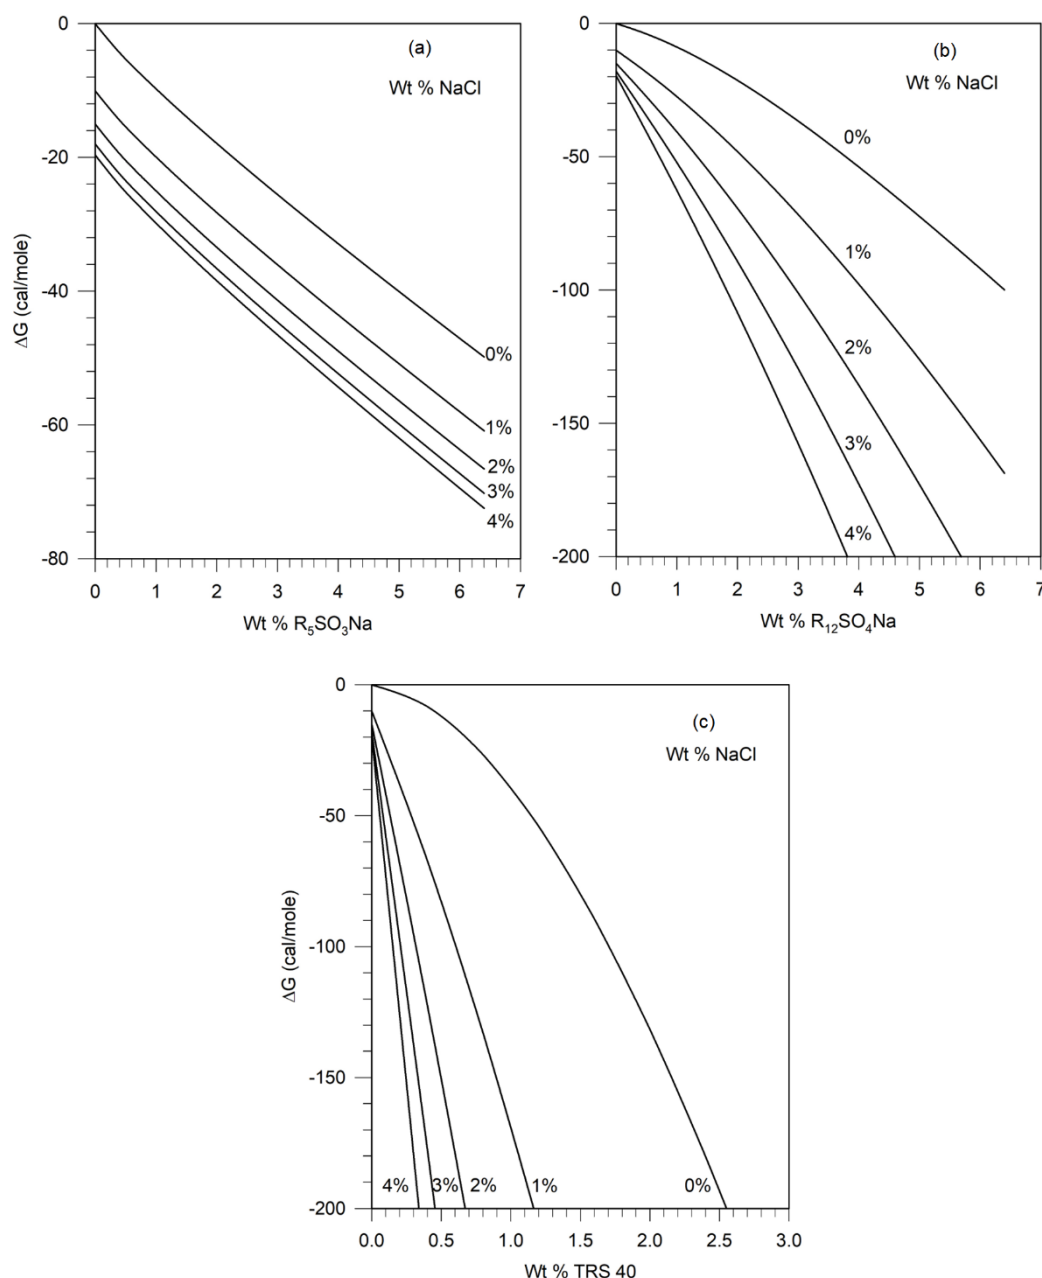 (a)
Wt % NaCl
0
-20
-40
-60
-80
ΔG (cal/mole)
0%
1%
2%
3%
4%
0 1 2 3 4 5 6 7
Wt % R₅SO₃Na
(b)
Wt % NaCl
0
-50
-100
-150
-200
0%
1%
2%
3%
4%
0 1 2 3 4 5 6 7
Wt % R₁₂SO₄Na
(c)
Wt % NaCl
0
-50
-100
-150
-200
ΔG (cal/mole)
4% 3% 2% 1% 0%
0.0 0.5 1.0 1.5 2.0 2.5 3.0
Wt % TRS 40